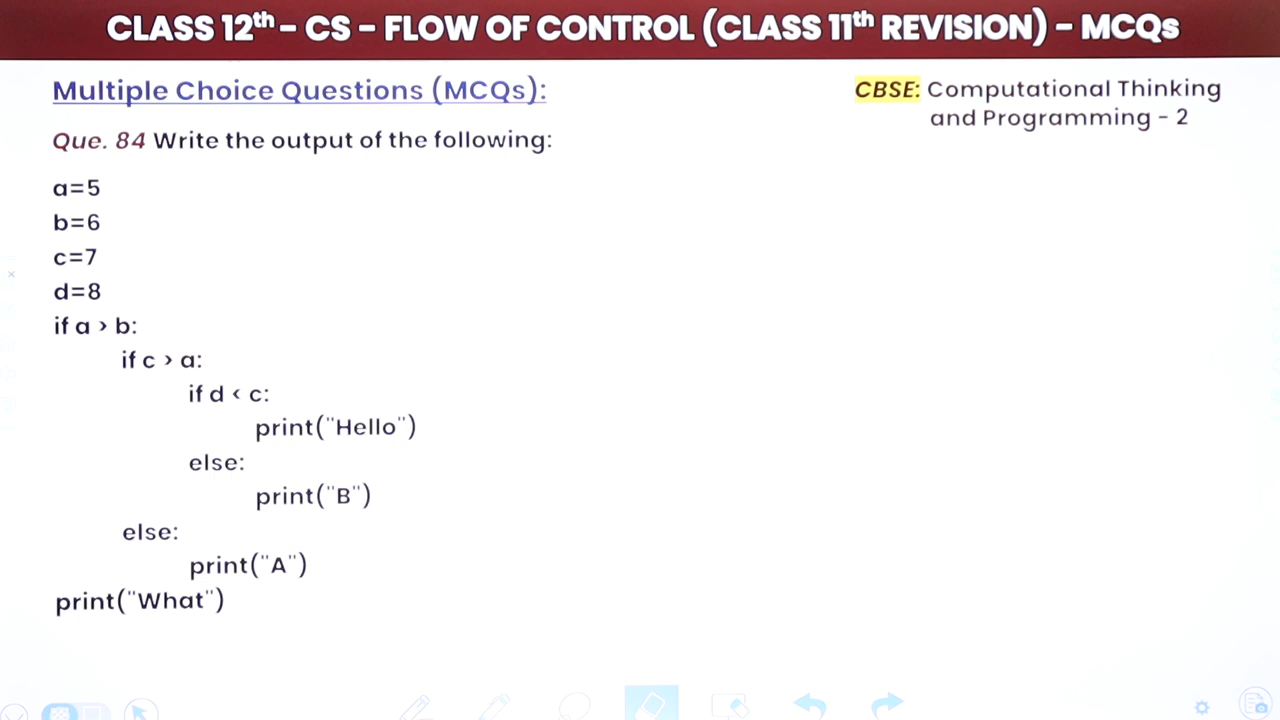 CLASS 12th - CS - FLOW OF CONTROL (CLASS 11th REVISION) - MCQs
Multiple Choice Questions (MCQs):
CBSE: Computational Thinking
and Programming - 2
Que. 84 Write the output of the following:
a=5
b=6
c=7
d=8
if a > b:
if c > a:
if d < c:
print("Hello")
else:
print("B")
else:
print("A")
print("What")